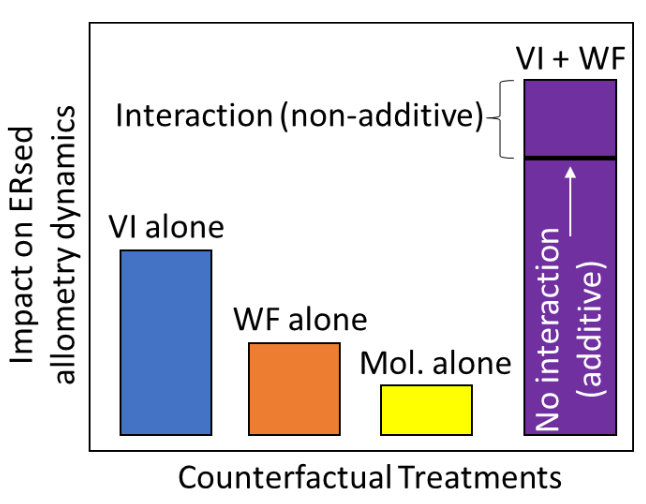 Impact on ERsed
allometry dynamics
VI + WF
Interaction (non-additive)
VI alone
WF alone
Mol. alone
No interaction
(additive)
Counterfactual Treatments